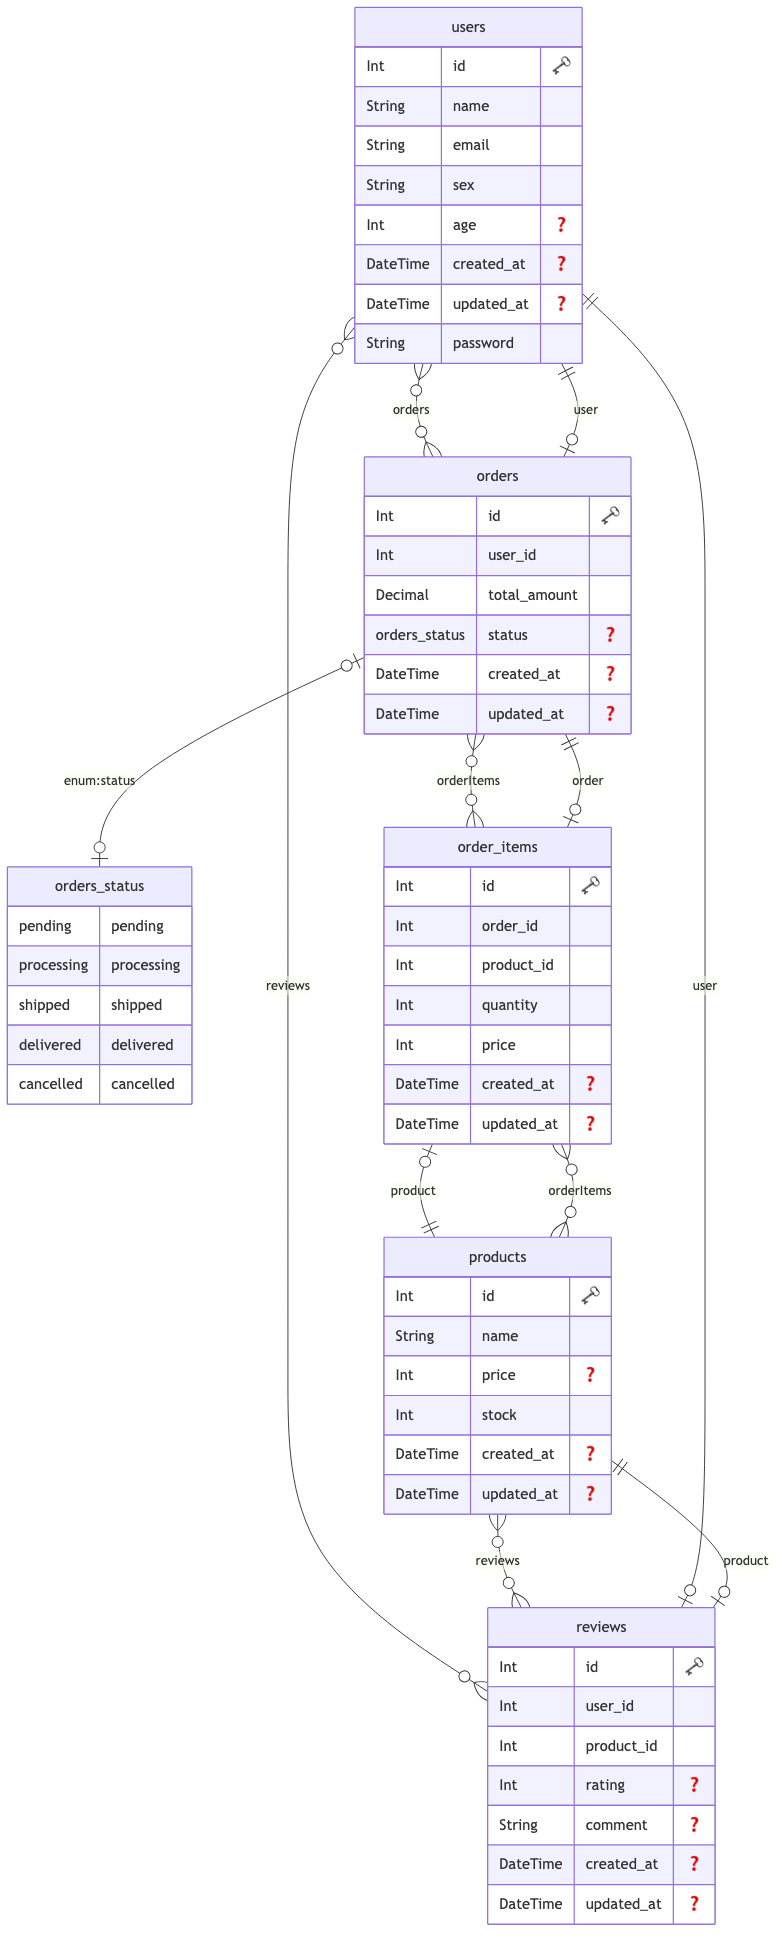 users
Int id
String name
String email
String sex
Int age ❓
DateTime created_at ❓
DateTime updated_at ❓
String password
orders
user
orders
Int id
Int user_id
Decimal total_amount
orders_status status ❓
DateTime created_at ❓
DateTime updated_at ❓
enum:status
orderItems
order
orders_status
pending pending
processing processing
shipped shipped
delivered delivered
cancelled cancelled
order_items
Int id
Int order_id
Int product_id
Int quantity
Int price
DateTime created_at ❓
DateTime updated_at ❓
reviews
user
product
orderItems
products
Int id
String name
Int price ❓
Int stock
DateTime created_at ❓
DateTime updated_at ❓
reviews
product
reviews
Int id
Int user_id
Int product_id
Int rating ❓
String comment ❓
DateTime created_at ❓
DateTime updated_at ❓